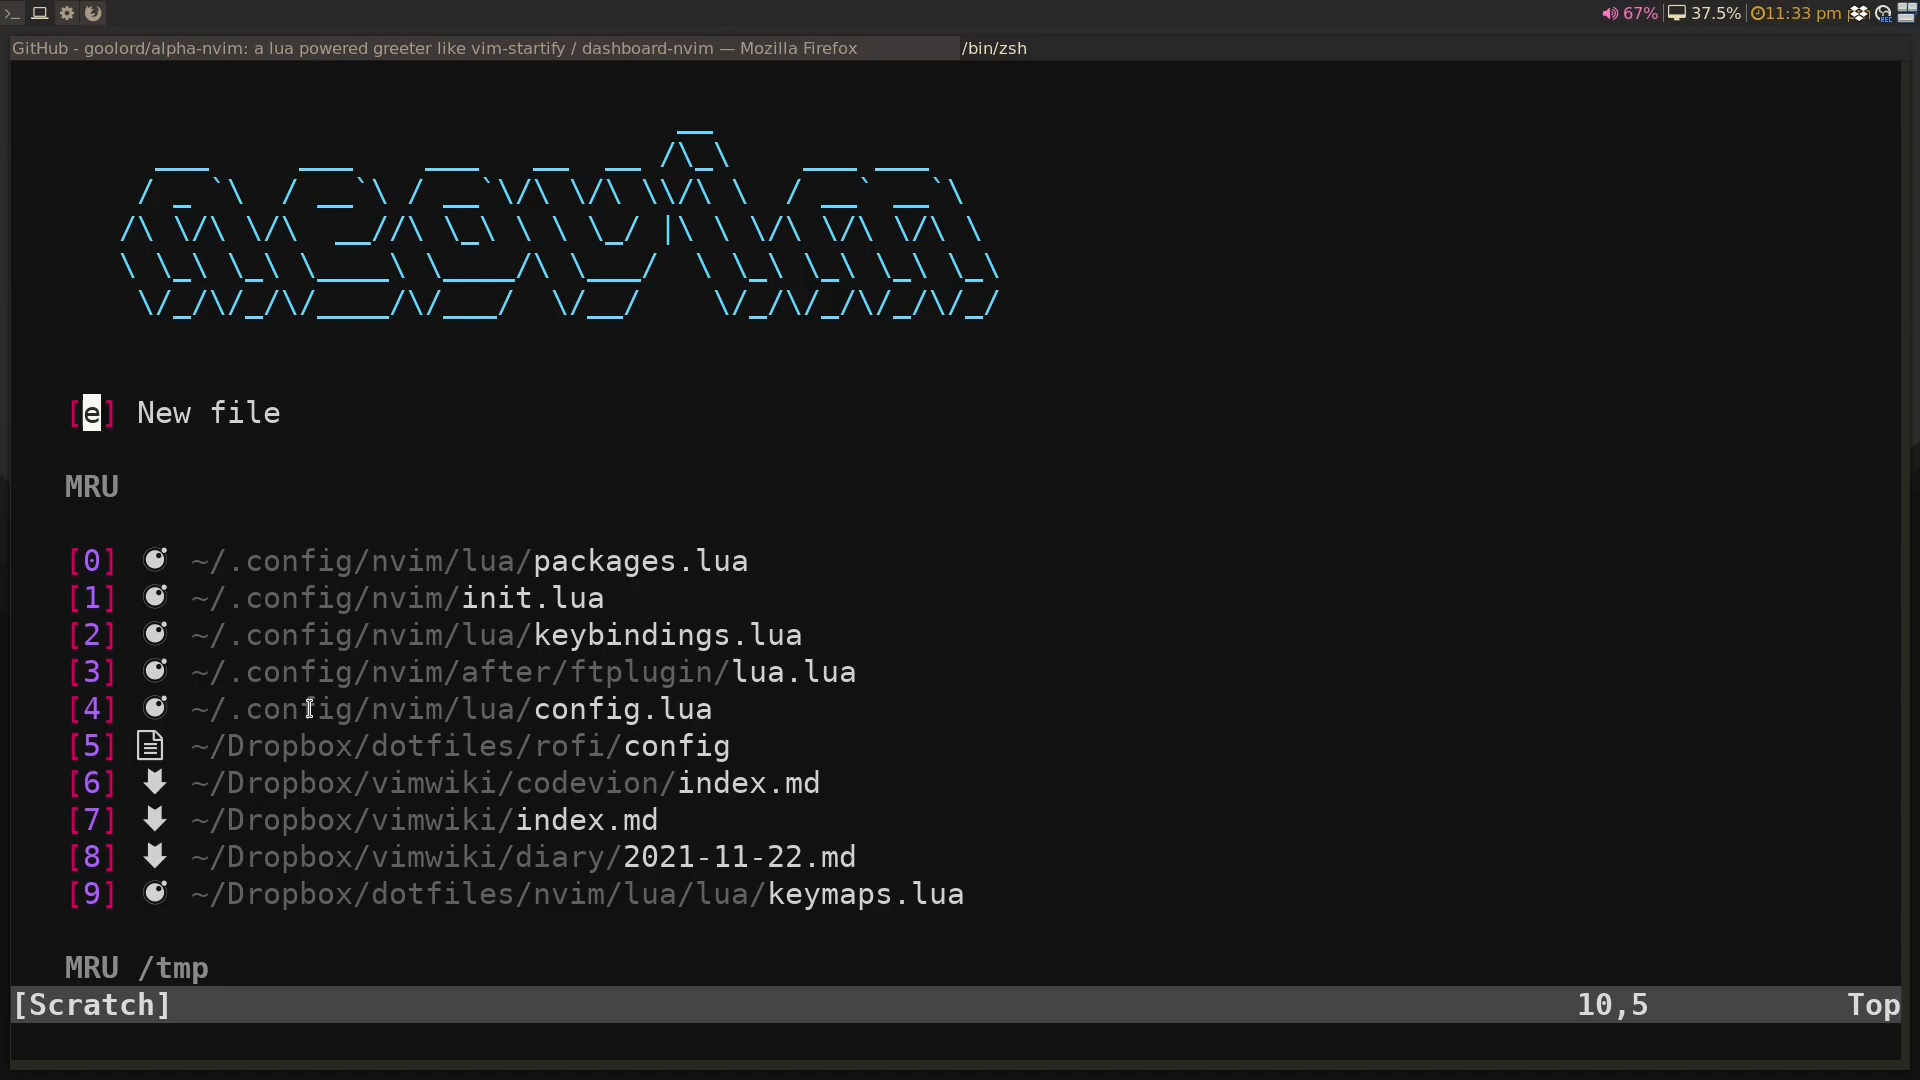 67% 37.5% 11:33 pm
GitHub - goolord/alpha-nvim: a lua powered greeter like vim-startify / dashboard-nvim — Mozilla Firefox /bin/zsh
neovim
[e] New file
MRU
[0] ~/.config/nvim/lua/packages.lua
[1] ~/.config/nvim/init.lua
[2] ~/.config/nvim/lua/keybindings.lua
[3] ~/.config/nvim/after/ftplugin/lua.lua
[4] ~/.config/nvim/lua/config.lua
[5] ~/Dropbox/dotfiles/rofi/config
[6] ~/Dropbox/vimwiki/codevion/index.md
[7] ~/Dropbox/vimwiki/index.md
[8] ~/Dropbox/vimwiki/diary/2021-11-22.md
[9] ~/Dropbox/dotfiles/nvim/lua/lua/keymaps.lua
MRU /tmp
[Scratch] 10,5 Top